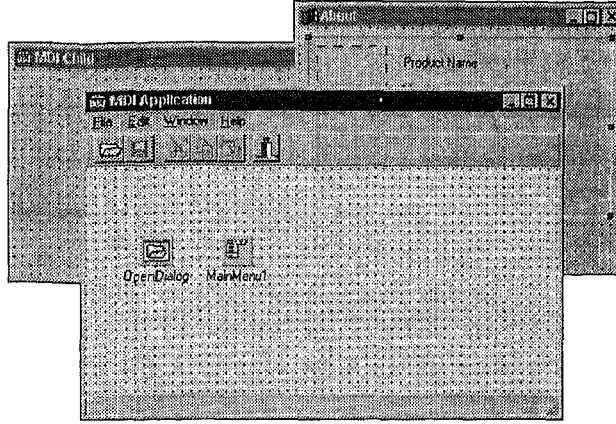 About
MDI Child
Product Name
MDI Application
File Edit Window Help
OpenDialog MainMenu1